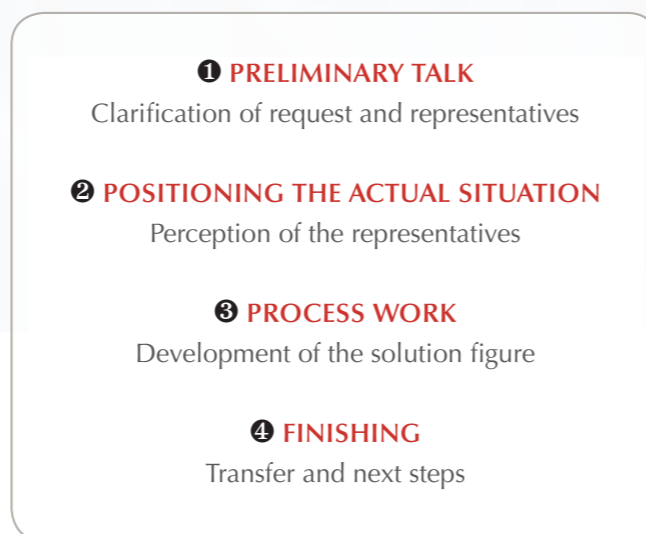 ❶ PRELIMINARY TALK
Clarification of request and representatives
❷ POSITIONING THE ACTUAL SITUATION
Perception of the representatives
❸ PROCESS WORK
Development of the solution figure
❹ FINISHING
Transfer and next steps